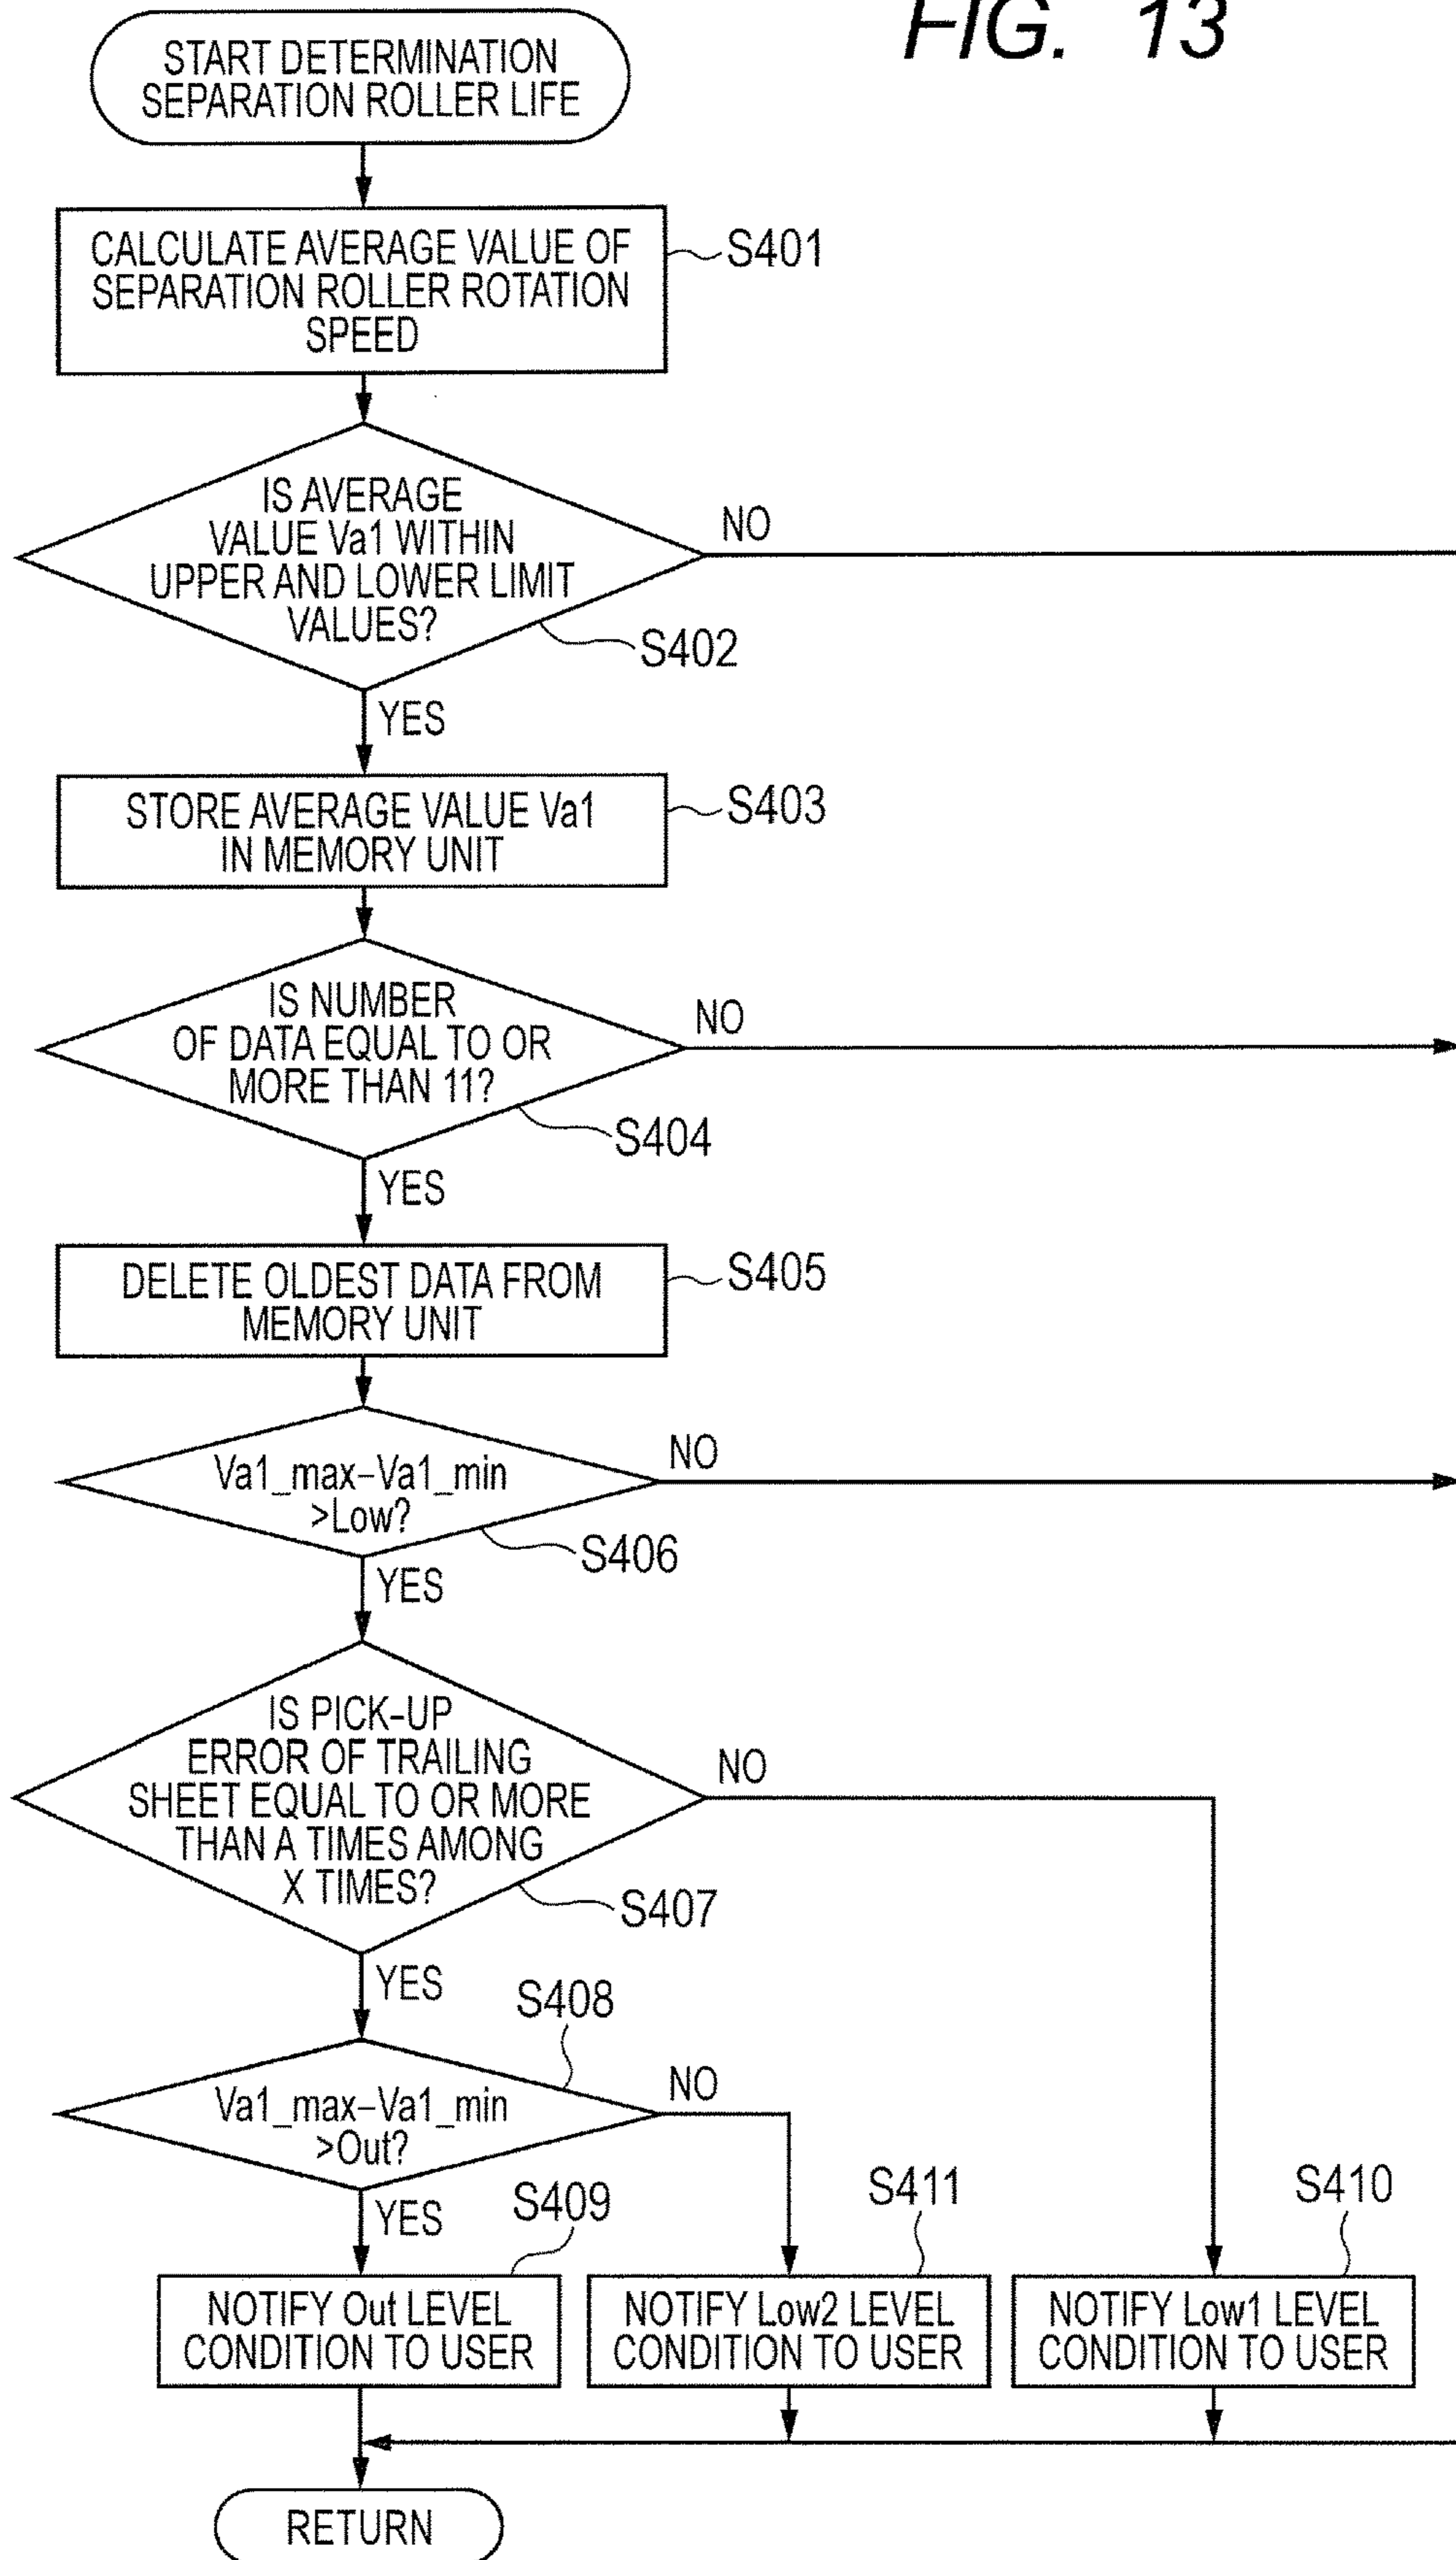 FIG. 13
START DETERMINATION
SEPARATION ROLLER LIFE
CALCULATE AVERAGE VALUE OF
SEPARATION ROLLER ROTATION
SPEED
S401
IS AVERAGE
VALUE Va1 WITHIN
UPPER AND LOWER LIMIT
VALUES?
NO
S402
YES
STORE AVERAGE VALUE Va1
IN MEMORY UNIT
S403
IS NUMBER
OF DATA EQUAL TO OR
MORE THAN 11?
NO
S404
YES
DELETE OLDEST DATA FROM
MEMORY UNIT
S405
Va1_max–Va1_min
>Low?
NO
S406
YES
IS PICK–UP
ERROR OF TRAILING
SHEET EQUAL TO OR MORE
THAN A TIMES AMONG
X TIMES?
NO
S407
YES
S408
Va1_max–Va1_min
>Out?
NO
YES
S409
S411
S410
NOTIFY Out LEVEL
CONDITION TO USER
NOTIFY Low2 LEVEL
CONDITION TO USER
NOTIFY Low1 LEVEL
CONDITION TO USER
RETURN